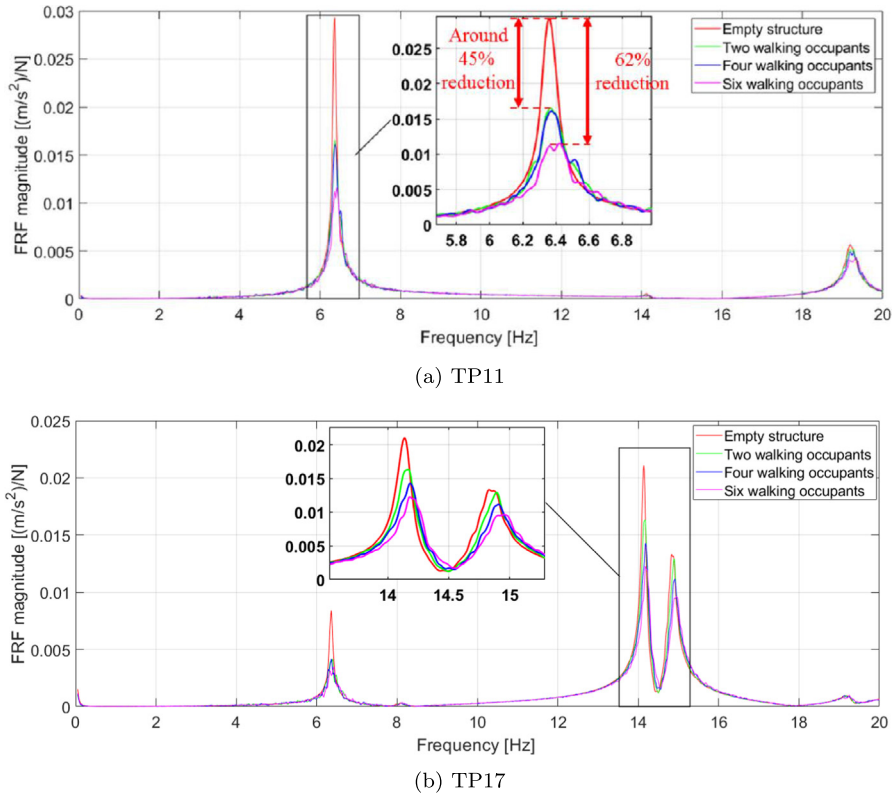 0.03
0.025
0.02
0.015
0.01
0.005
0
FRF magnitude [(m/s²)/N]
0 2 4 6 8 10 12 14 16 18 20
Frequency [Hz]
0.025
0.02
0.015
0.01
0.005
0
5.8 6 6.2 6.4 6.6 6.8
Around
45%
reduction
62%
reduction
Empty structure
Two walking occupants
Four walking occupants
Six walking occupants
(a) TP11
0.025
0.02
0.015
0.01
0.005
0
FRF magnitude [(m/s²)/N]
0 2 4 6 8 10 12 14 16 18 20
Frequency [Hz]
0.02
0.015
0.01
0.005
0
14 14.5 15
Empty structure
Two walking occupants
Four walking occupants
Six walking occupants
(b) TP17